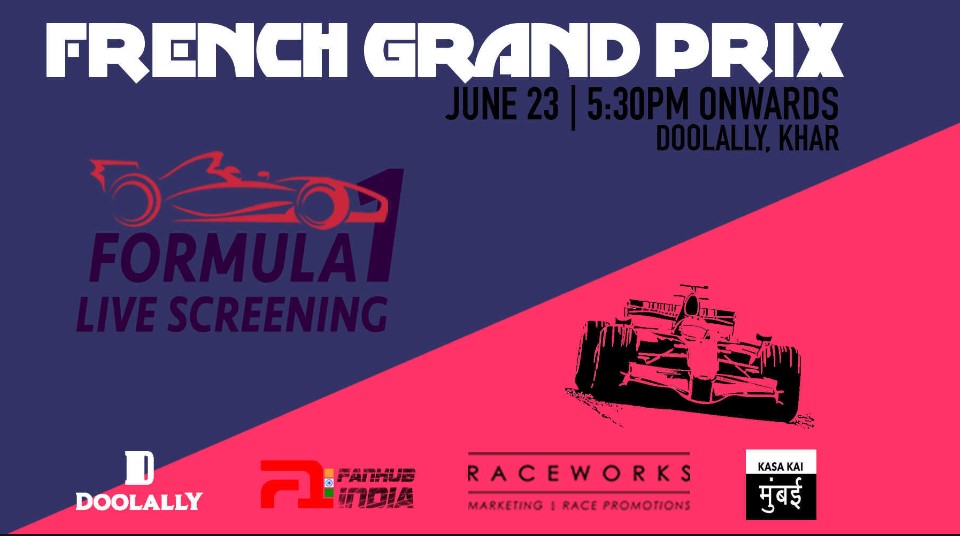 FRENCH GRAND PRIX
JUNE 23 | 5:30PM ONWARDS
DOOLALLY, KHAR
FORMULA 1
LIVE SCREENING
D
DOOLALLY
F1 FANHUB
INDIA
RACEWORKS
MARKETING | RACE PROMOTIONS
KASA KAI
मुंबई